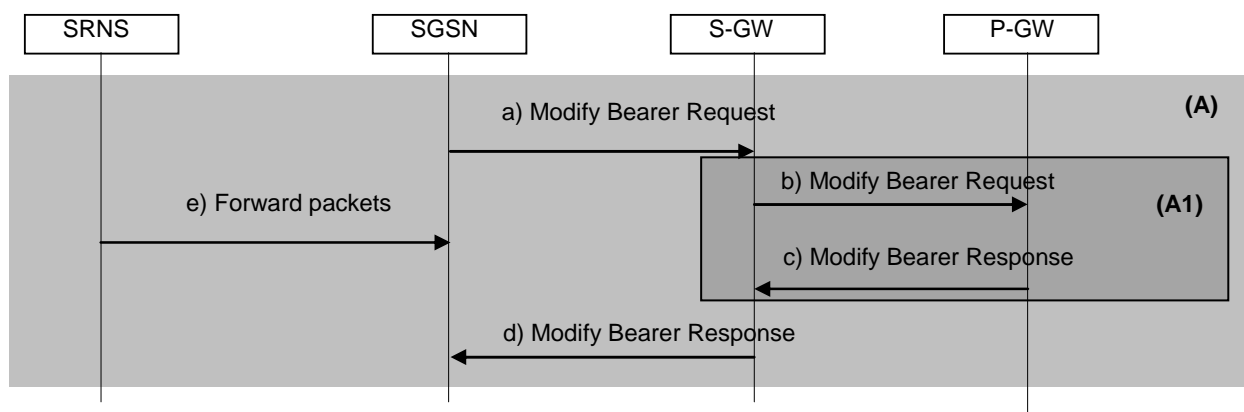 SRNS
SGSN
S-GW
P-GW
(A)
a) Modify Bearer Request
b) Modify Bearer Request
(A1)
e) Forward packets
c) Modify Bearer Response
d) Modify Bearer Response